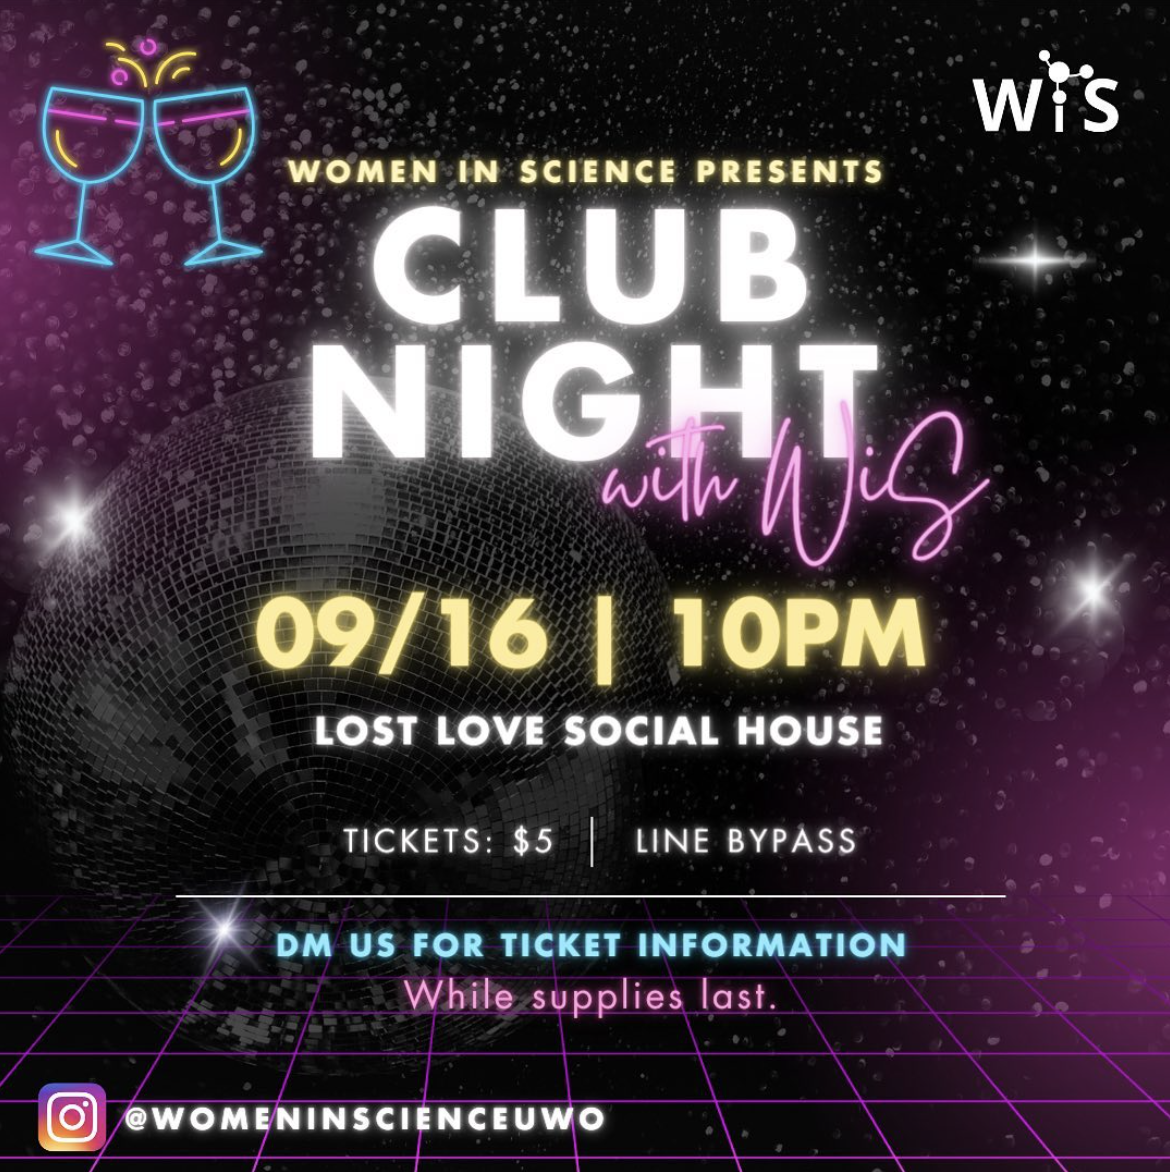 WiS
WOMEN IN SCIENCE PRESENTS
CLUB
NIGHT
with WiS
09/16 | 10PM
LOST LOVE SOCIAL HOUSE
TICKETS: $5 | LINE BYPASS
DM US FOR TICKET INFORMATION
While supplies last.
@WOMENINSCIENCEUWO